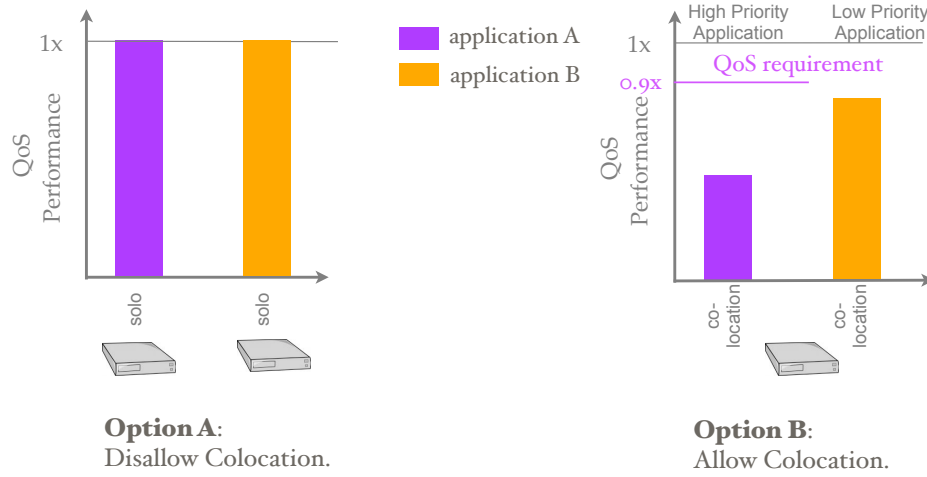 1x
QoS
Performance
solo
solo
Option A:
Disallow Colocation.
application A
application B
High Priority
Application
Low Priority
Application
1x
QoS requirement
0.9x
QoS
Performance
co-
location
co-
location
Option B:
Allow Colocation.